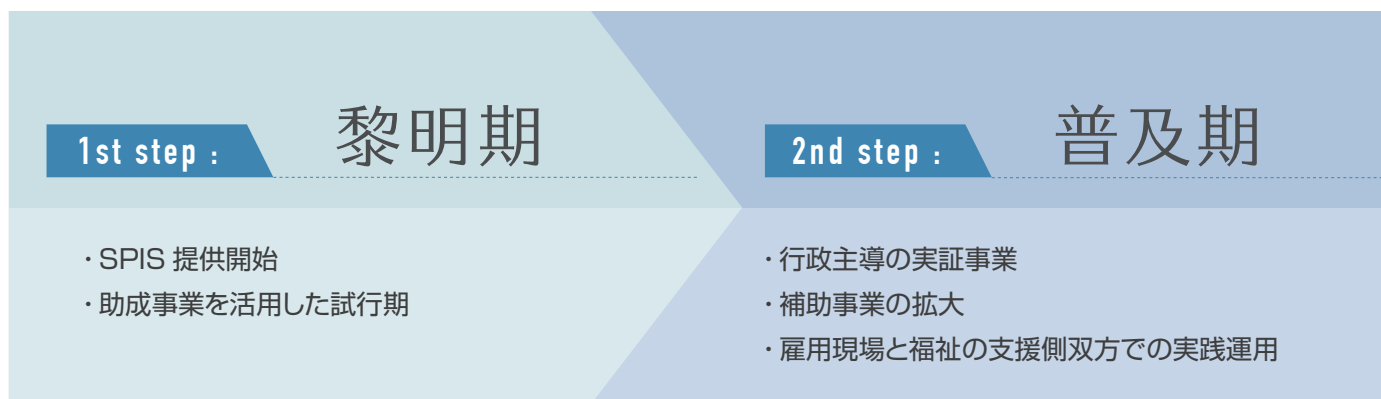 1st step :
黎明期
・SPIS 提供開始
・助成事業を活用した試行期
2nd step :
普及期
・行政主導の実証事業
・補助事業の拡大
・雇用現場と福祉の支援側双方での実践運用